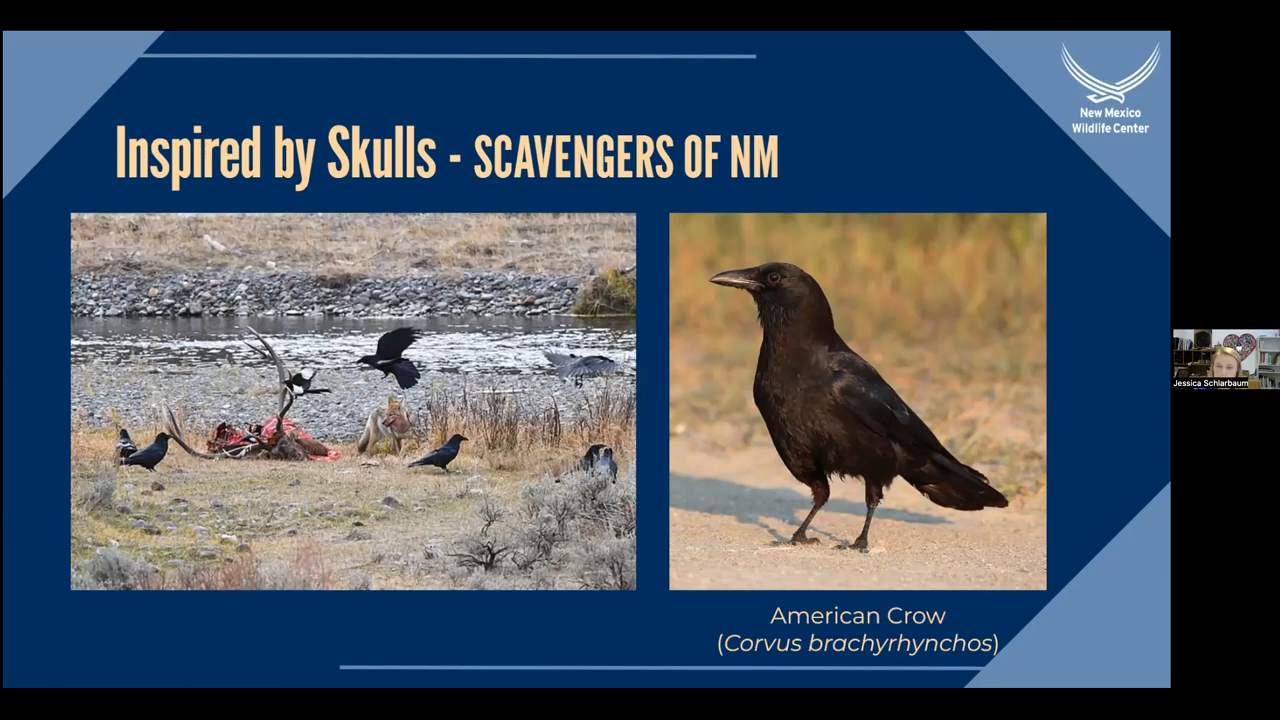 New Mexico
Wildlife Center
Inspired by Skulls - SCAVENGERS OF NM
Jessica Schlarbaum
American Crow
(Corvus brachyrhynchos)